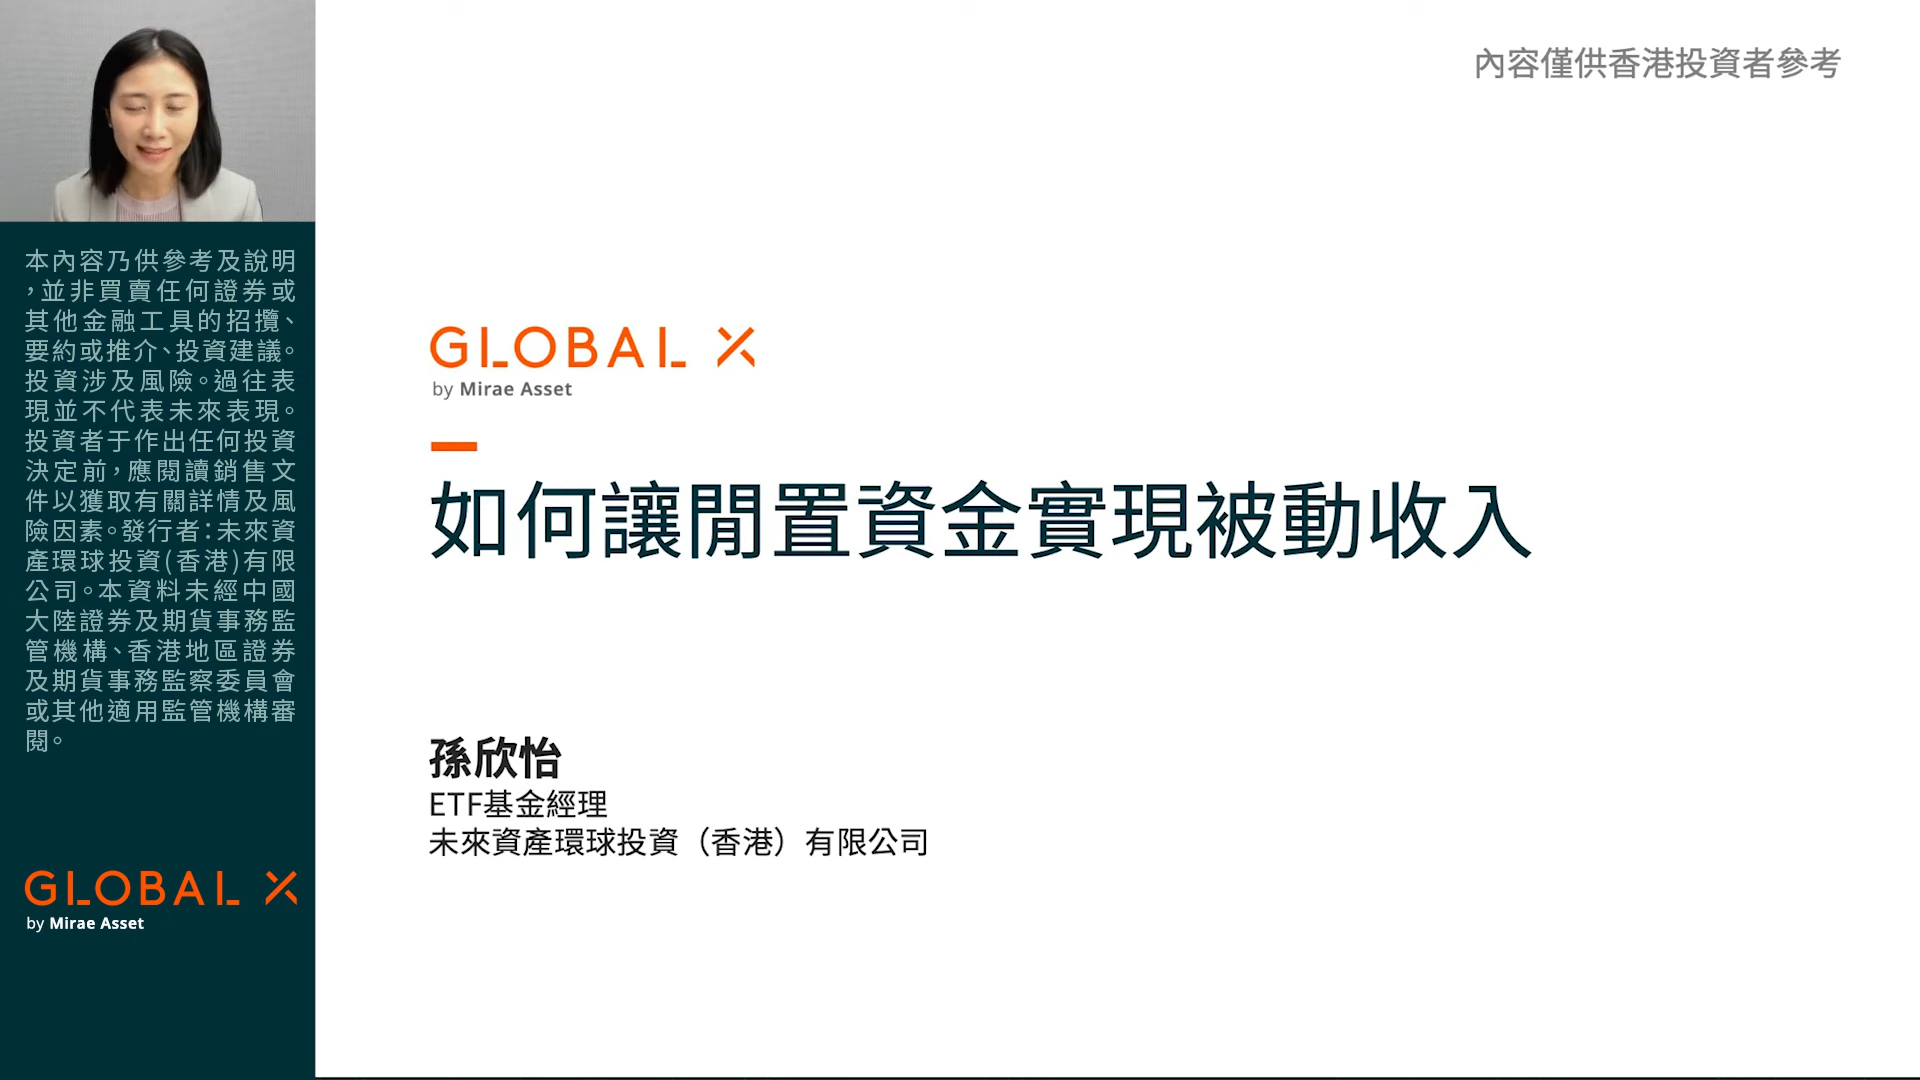 內容僅供香港投資者參考
本內容乃供參考及說明
,並非買賣任何證券或
其他金融工具的招攬、
要約或推介、投資建議。
投資涉及風險。過往表
現並不代表未來表現。
投資者于作出任何投資
決定前,應閱讀銷售文
件以獲取有關詳情及風
險因素。發行者:未來資
產環球投資(香港)有限
公司。本資料未經中國
大陸證券及期貨事務監
管機構、香港地區證券
及期貨事務監察委員會
或其他適用監管機構審
閱。
GLOBAL X
by Mirae Asset
GLOBAL X
by Mirae Asset
如何讓閒置資金實現被動收入
孫欣怡
ETF基金經理
未來資產環球投資（香港）有限公司